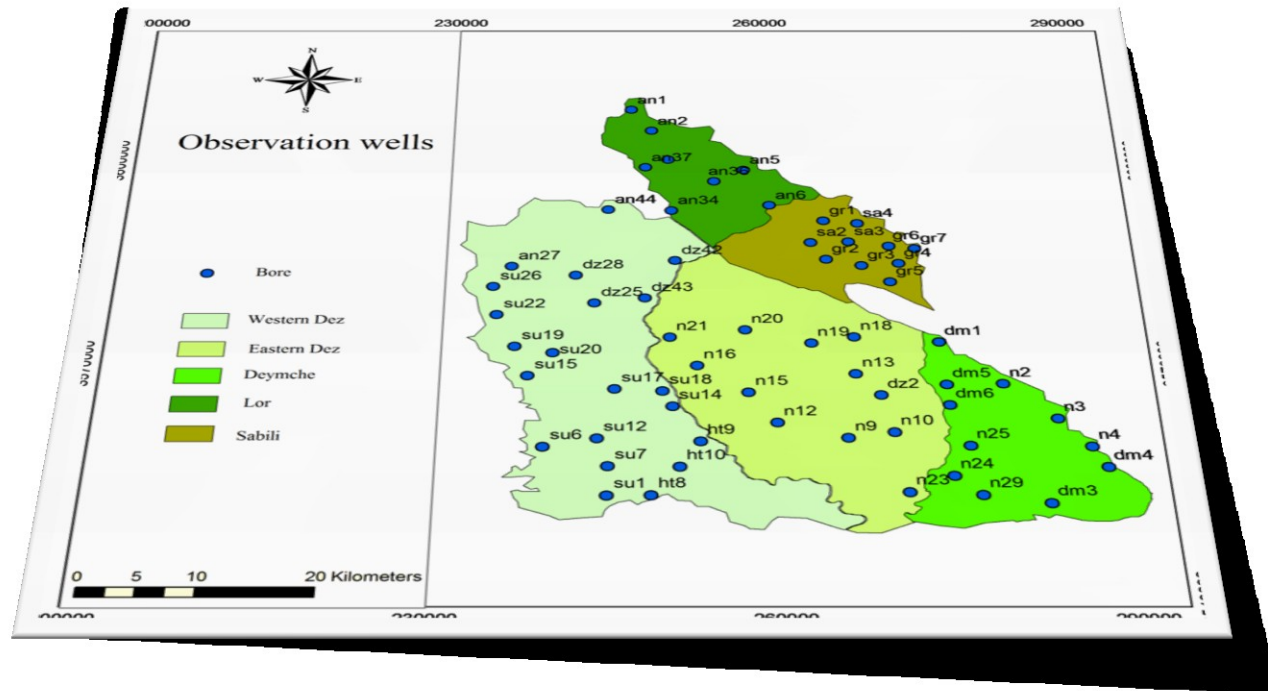 00000 230000 260000 290000
N
W E
S
Observation wells
Bore
Western Dez
Eastern Dez
Deymche
Lor
Sabili
0 5 10 20 Kilometers
an1
an2
an37
an5
an6
an44
an34
gr1
sa4
sa2
sa3
gr6
gr7
gr2
gr3
gr4
gr5
an27
dz28
dz42
su26
dz25
dz43
su22
su19
su20
su15
su17
su18
su14
su6
su12
su7
su1
ht9
ht10
ht8
n21
n20
n19
n18
n16
n15
n13
n12
dz2
n9
n10
n23
dm1
dm5
n2
dm6
n3
n25
n4
n24
dm4
n29
dm3
230000 260000